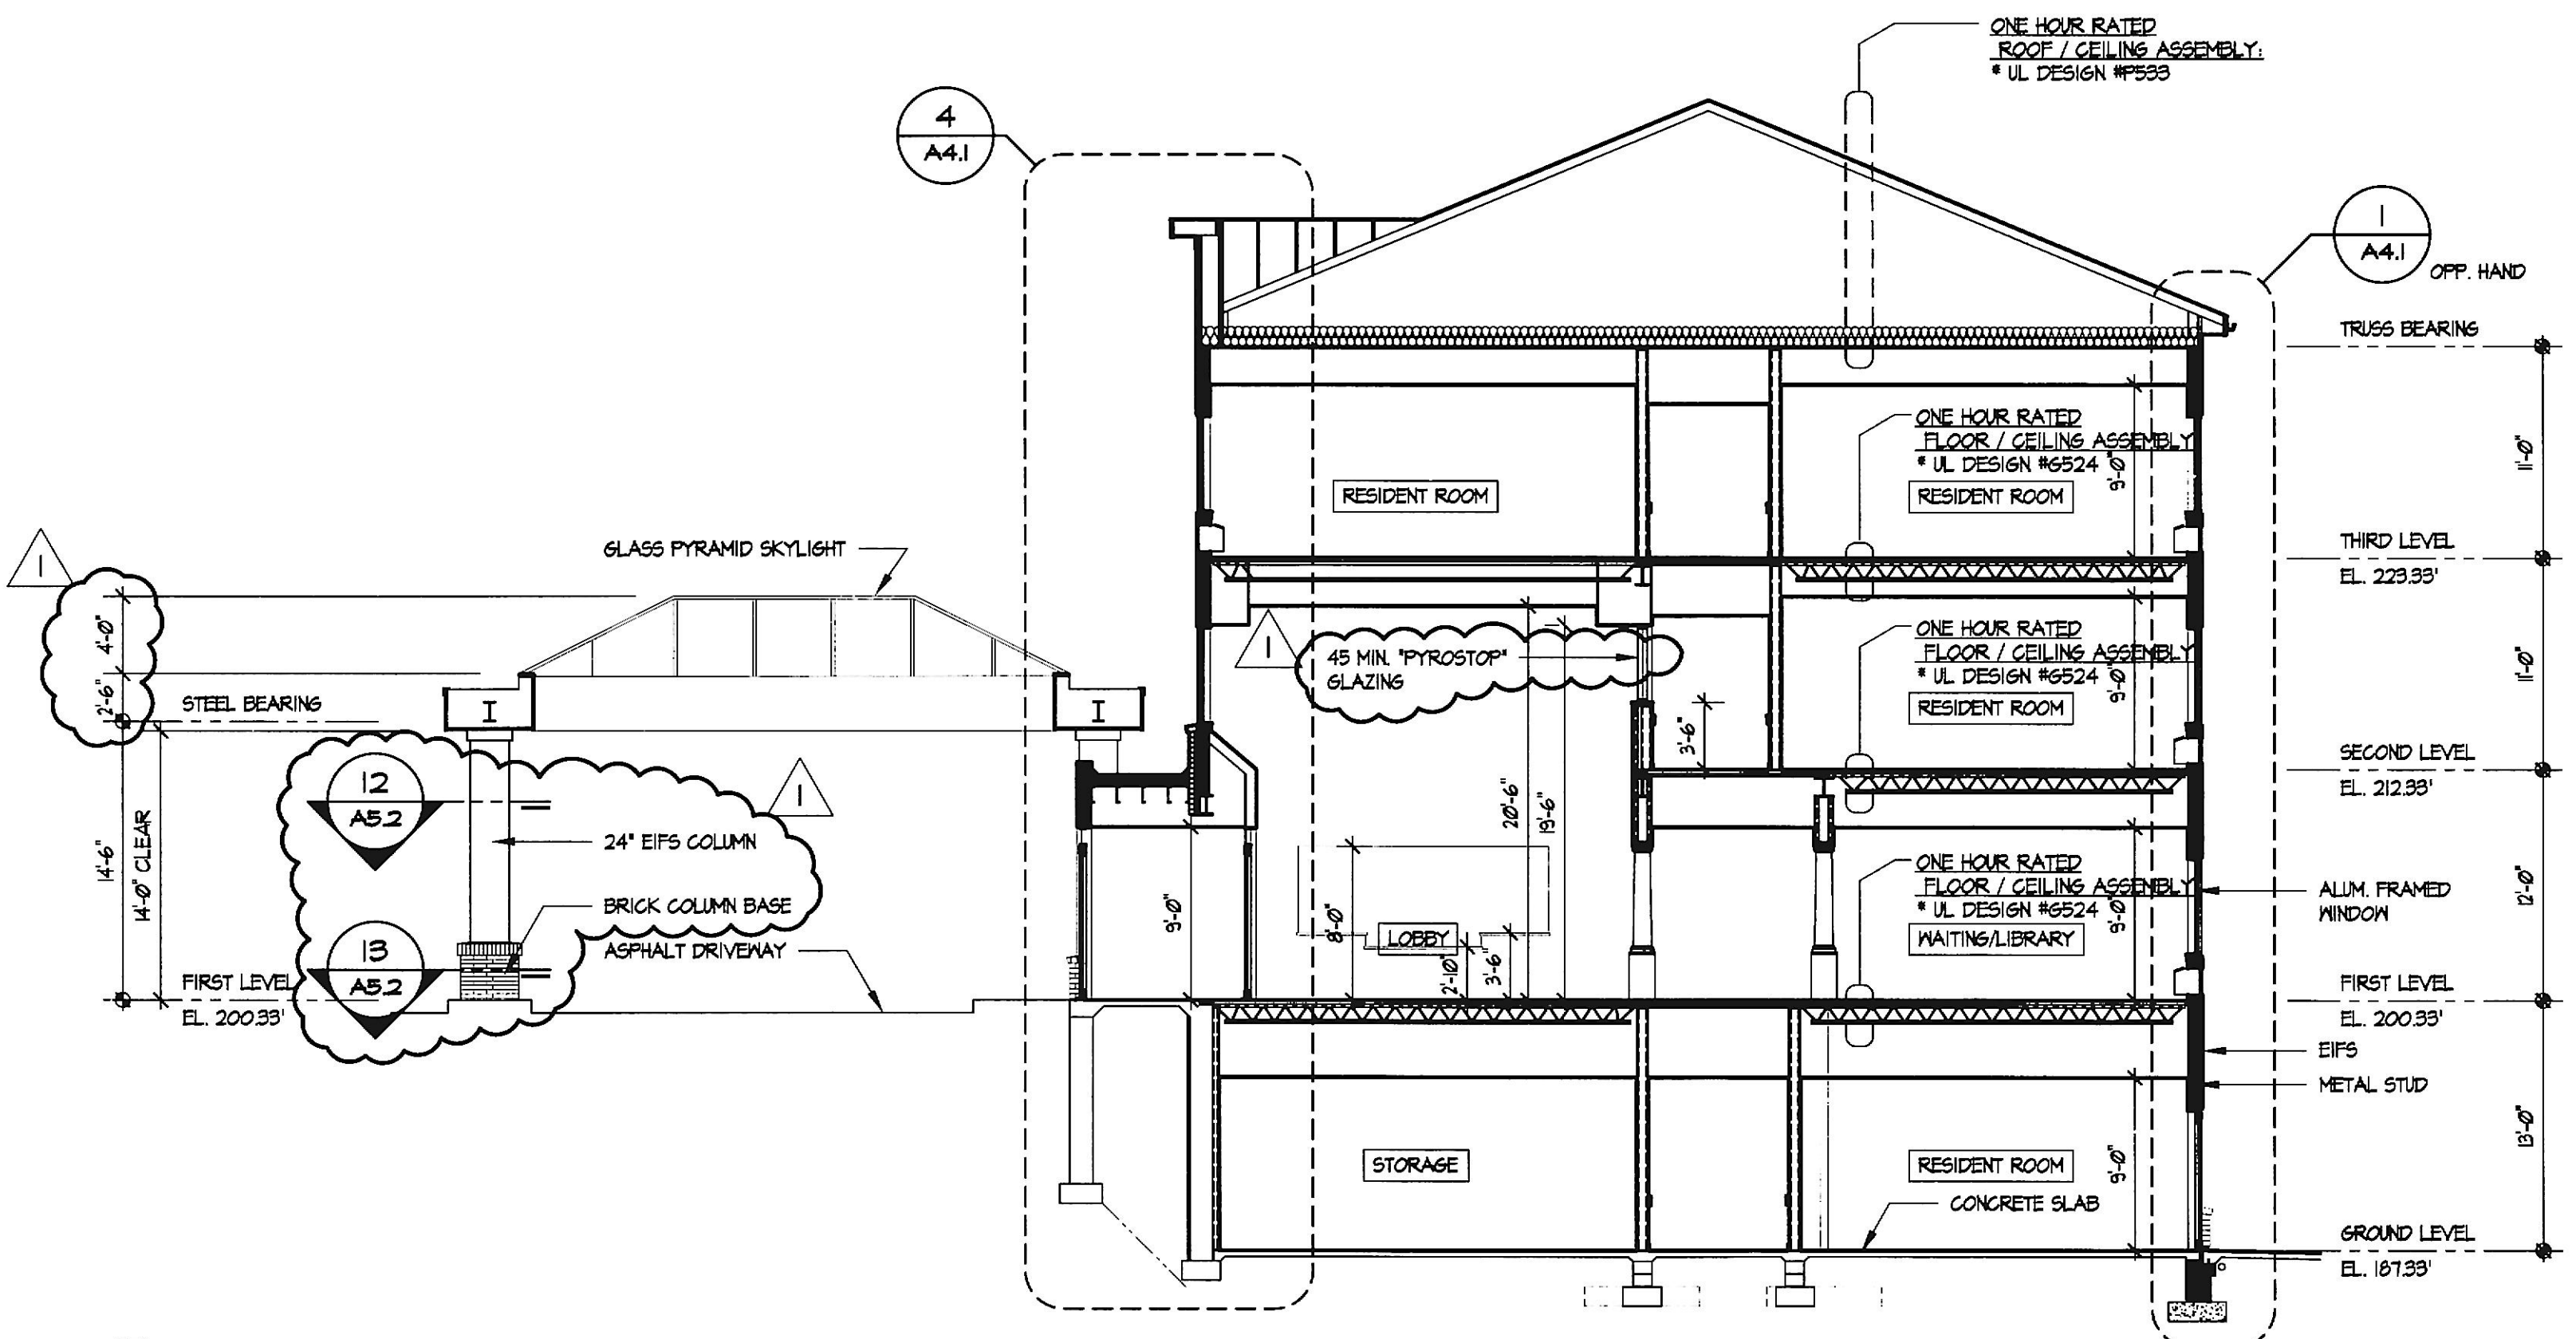 ONE HOUR RATED
ROOF / CEILING ASSEMBLY:
* UL DESIGN #P533
4
A4.1
1
A4.1
OPP. HAND
TRUSS BEARING
11'-0"
ONE HOUR RATED
FLOOR / CEILING ASSEMBLY
* UL DESIGN #G524
9'-0"
RESIDENT ROOM
RESIDENT ROOM
THIRD LEVEL
EL. 223.33'
1
GLASS PYRAMID SKYLIGHT
4'-0"
2'-6"
STEEL BEARING
I
I
1
45 MIN. "PYROSTOP"
GLAZING
3'-6"
ONE HOUR RATED
FLOOR / CEILING ASSEMBLY
* UL DESIGN #G524
9'-0"
RESIDENT ROOM
11'-0"
SECOND LEVEL
EL. 212.33'
12
A5.2
1
24" EIFS COLUMN
14'-6"
14'-0" CLEAR
BRICK COLUMN BASE
13
A5.2
ASPHALT DRIVEWAY
FIRST LEVEL
EL. 200.33'
9'-0"
8'-0"
LOBBY
2'-10"
3'-6"
20'-6"
19'-6"
ONE HOUR RATED
FLOOR / CEILING ASSEMBLY
* UL DESIGN #G524
9'-0"
WAITING/LIBRARY
ALUM. FRAMED
WINDOW
12'-0"
FIRST LEVEL
EL. 200.33'
EIFS
METAL STUD
13'-0"
STORAGE
RESIDENT ROOM
9'-0"
CONCRETE SLAB
GROUND LEVEL
EL. 187.33'